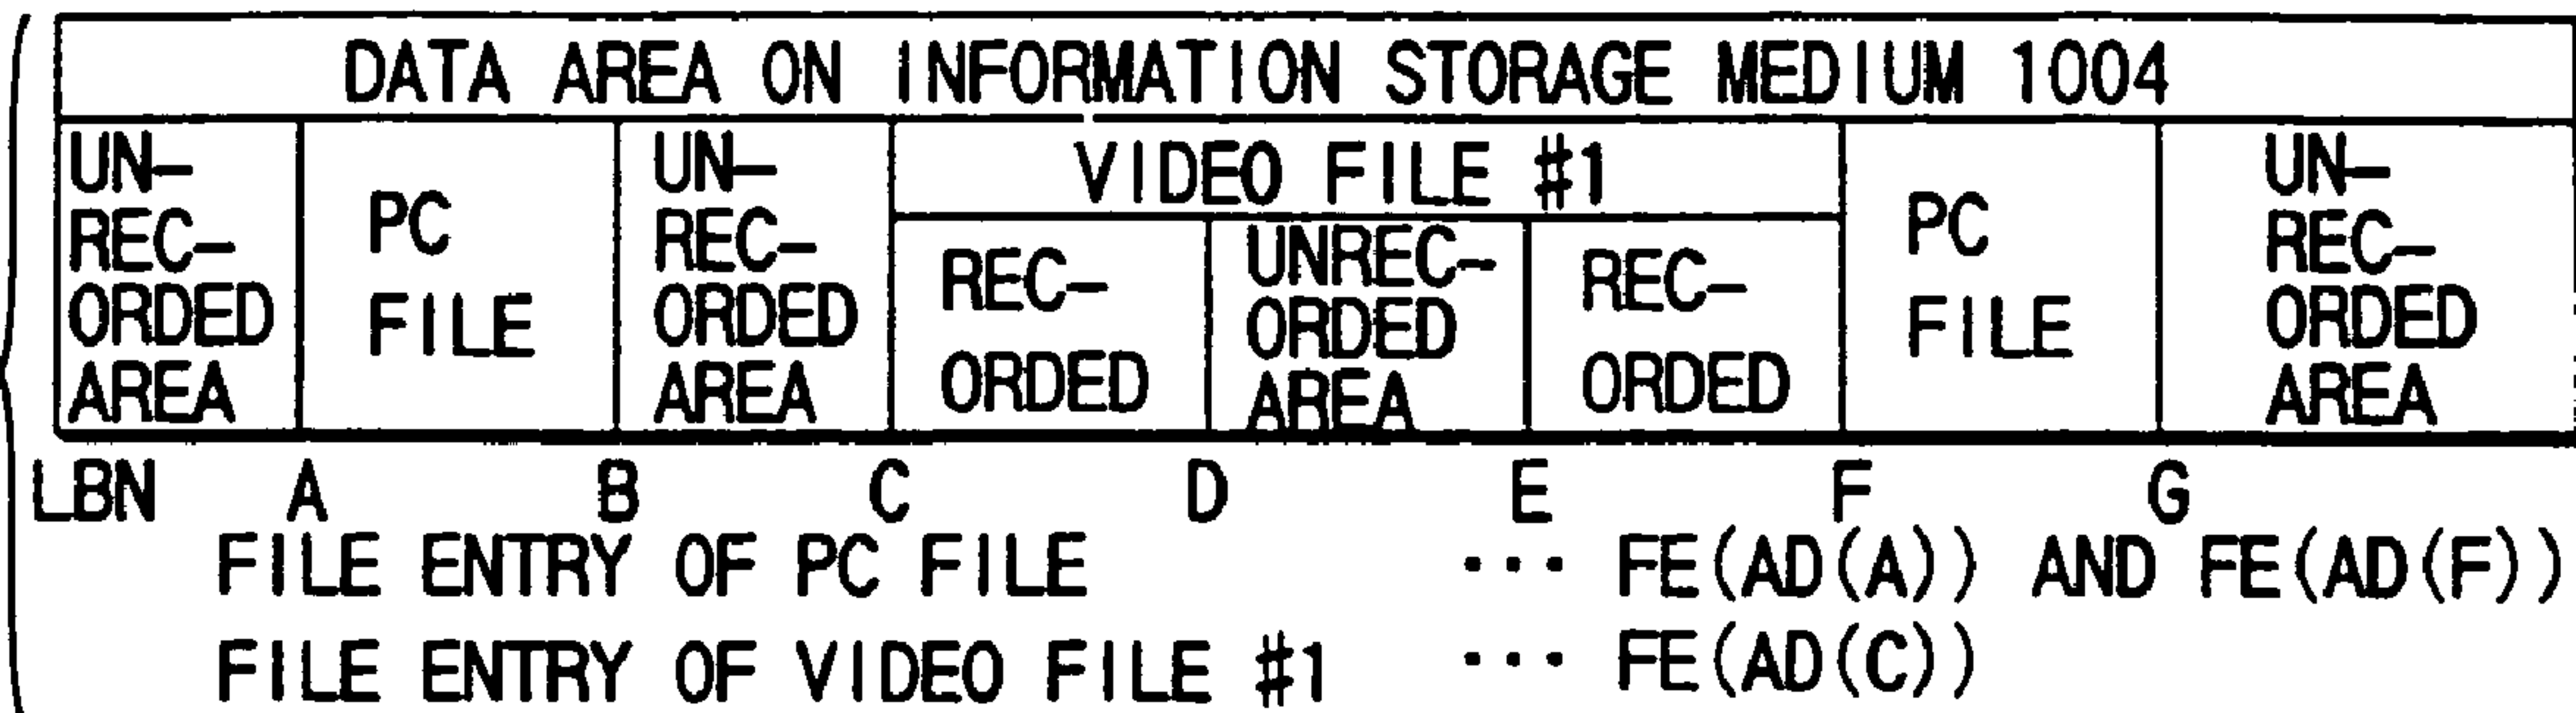 DATA AREA ON INFORMATION STORAGE MEDIUM 1004
UN-
REC-
ORDED
AREA
PC
FILE
UN-
REC-
ORDED
AREA
VIDEO FILE #1
REC-
ORDED
UNREC-
ORDED
AREA
REC-
ORDED
PC
FILE
UN-
REC-
ORDED
AREA
LBN A B C D E F G
FILE ENTRY OF PC FILE ··· FE(AD(A)) AND FE(AD(F))
FILE ENTRY OF VIDEO FILE #1 ··· FE(AD(C))